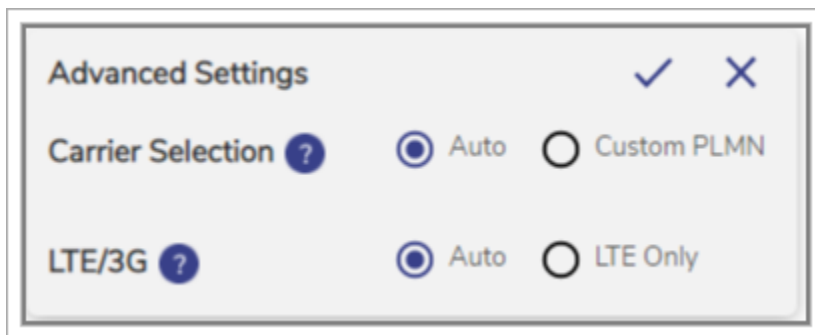 Advanced Settings
Carrier Selection ? Auto Custom PLMN
LTE/3G ? Auto LTE Only